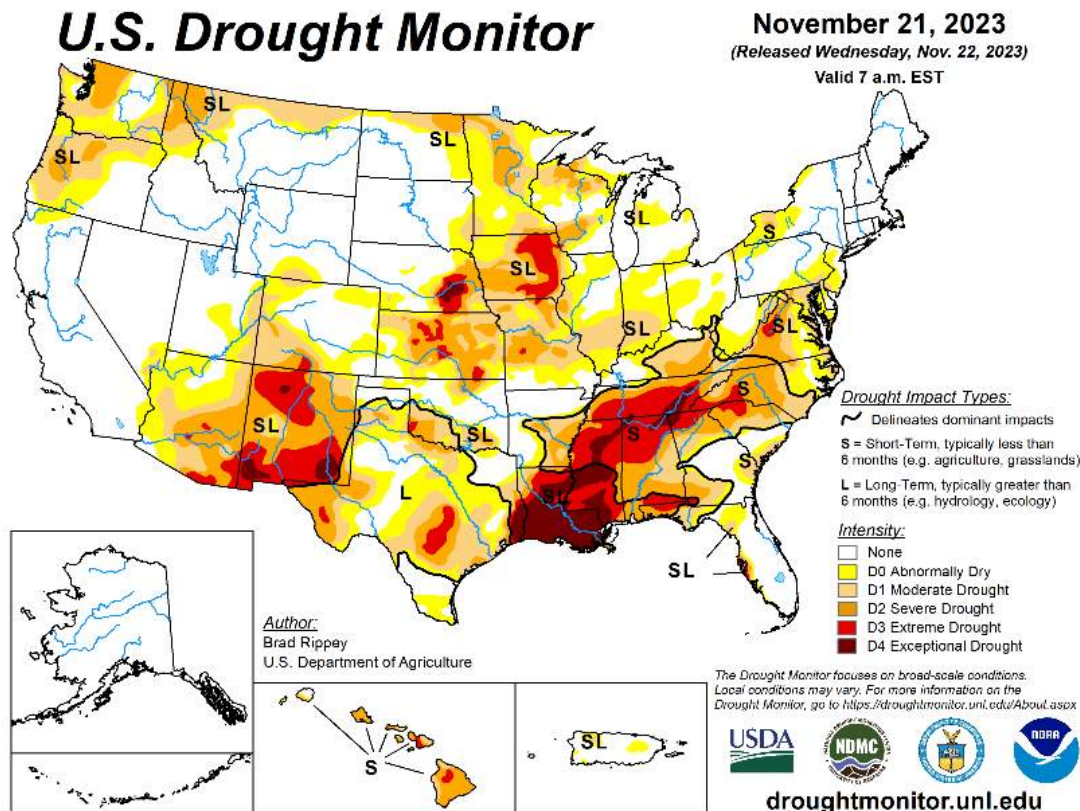 U.S. Drought Monitor
November 21, 2023
(Released Wednesday, Nov. 22, 2023)
Valid 7 a.m. EST
SL
SL
SL
SL
S
SL
SL
SL
SL
S
SL
SL
S
S
L
SL
SL
Drought Impact Types:
Delineates dominant impacts
S = Short-Term, typically less than
6 months (e.g. agriculture, grasslands)
L = Long-Term, typically greater than
6 months (e.g. hydrology, ecology)
Intensity:
None
D0 Abnormally Dry
D1 Moderate Drought
D2 Severe Drought
D3 Extreme Drought
D4 Exceptional Drought
Author:
Brad Rippey
U.S. Department of Agriculture
S
SL
The Drought Monitor focuses on broad-scale conditions.
Local conditions may vary. For more information on the
Drought Monitor, go to https://droughtmonitor.unl.edu/About.aspx
USDA
NDMC
NOAA
droughtmonitor.unl.edu